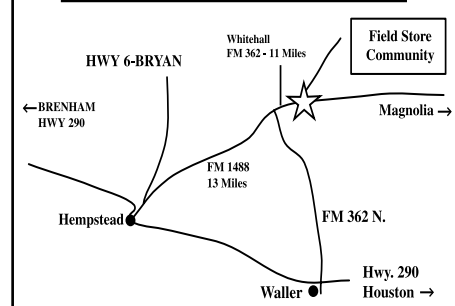 Whitehall
FM 362 - 11 Miles
Field Store
Community
HWY 6-BRYAN
←BRENHAM
HWY 290
Magnolia →
FM 1488
13 Miles
Hempstead
FM 362 N.
Hwy. 290
Houston →
Waller